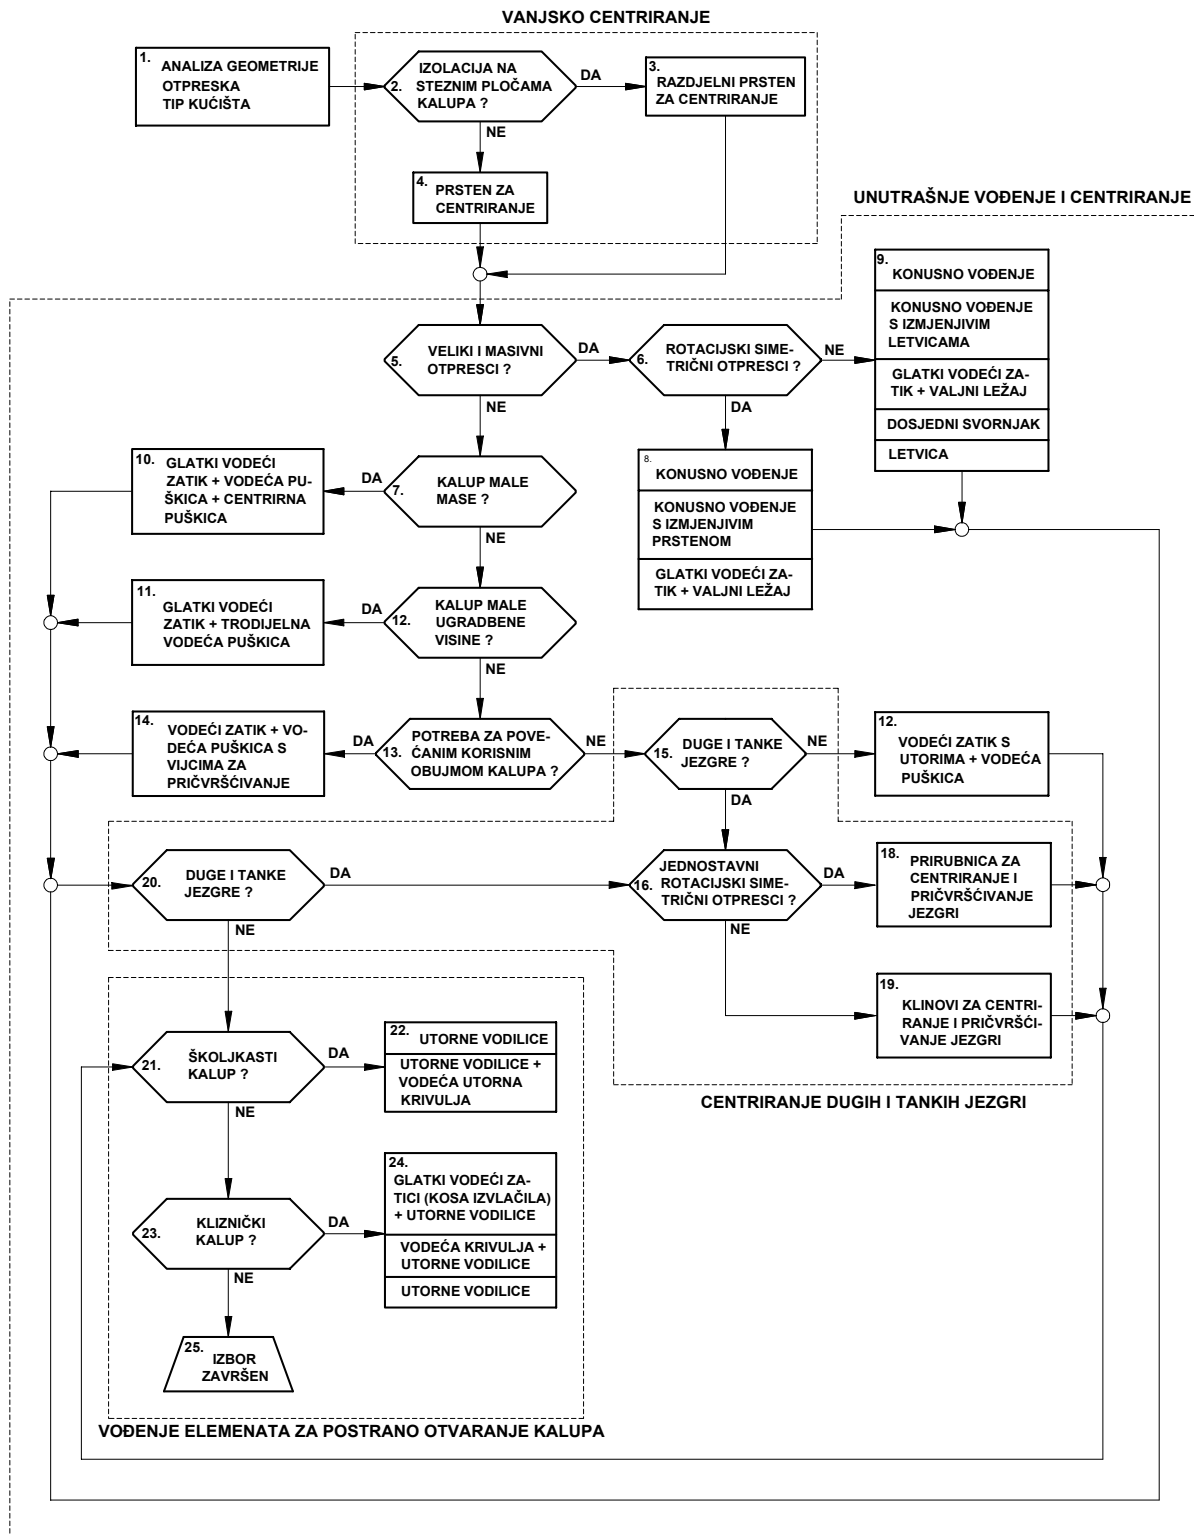 VANJSKO CENTRIRANJE
1. ANALIZA GEOMETRIJE
OTPRESKA
TIP KUĆIŠTA
IZOLACIJA NA
2. STEZNIM PLOČAMA
KALUPA ?
DA
NE
3.
RAZDJELNI PRSTEN
ZA CENTRIRANJE
4.
PRSTEN ZA
CENTRIRANJE
UNUTRAŠNJE VOĐENJE I CENTRIRANJE
VELIKI I MASIVNI
5. OTPRESCI ?
DA
NE
ROTACIJSKI SIME-
6. TRIČNI OTPRESCI ?
NE
DA
9.
KONUSNO VOĐENJE
KONUSNO VOĐENJE
S IZMJENJIVIM
LETVICAMA
GLATKI VODEĆI ZA-
TIK + VALJNI LEŽAJ
DOSJEDNI SVORNJAK
LETVICA
8.
KONUSNO VOĐENJE
KONUSNO VOĐENJE
S IZMJENJIVIM
PRSTENOM
GLATKI VODEĆI ZA-
TIK + VALJNI LEŽAJ
10. GLATKI VODEĆI
ZATIK + VODEĆA PU-
ŠKICA + CENTRIRNA
PUŠKICA
DA
KALUP MALE
7. MASE ?
NE
11.
GLATKI VODEĆI
ZATIK + TRODIJELNA
VODEĆA PUŠKICA
DA
KALUP MALE
12. UGRADBENE
VISINE ?
NE
14. VODEĆI ZATIK + VO-
DEĆA PUŠKICA S
VIJCIMA ZA
PRIČVRŠĆIVANJE
DA
POTREBA ZA POVE-
13. ĆANIM KORISNIM
OBUJMOM KALUPA ?
NE
DUGE I TANKE
15. JEZGRE ?
NE
DA
12.
VODEĆI ZATIK S
UTORIMA + VODEĆA
PUŠKICA
DUGE I TANKE
20. JEZGRE ?
DA
NE
JEDNOSTAVNI
16. ROTACIJSKI SIME-
TRIČNI OTPRESCI ?
DA
NE
18. PRIRUBNICA ZA
CENTRIRANJE I
PRIČVRŠĆIVANJE
JEZGRI
19. KLINOVI ZA CENTRI-
RANJE I PRIČVRŠĆI-
VANJE JEZGRI
CENTRIRANJE DUGIH I TANKIH JEZGRI
ŠKOLJKASTI
21. KALUP ?
DA
NE
22.
UTORNE VODILICE
UTORNE VODILICE +
VODEĆA UTORNA
KRIVULJA
KLIZNIČKI
23. KALUP ?
DA
NE
24.
GLATKI VODEĆI ZA-
TICI (KOSA IZVLAČILA)
+ UTORNE VODILICE
VODEĆA KRIVULJA +
UTORNE VODILICE
UTORNE VODILICE
25.
IZBOR
ZAVRŠEN
VOĐENJE ELEMENATA ZA POSTRANO OTVARANJE KALUPA